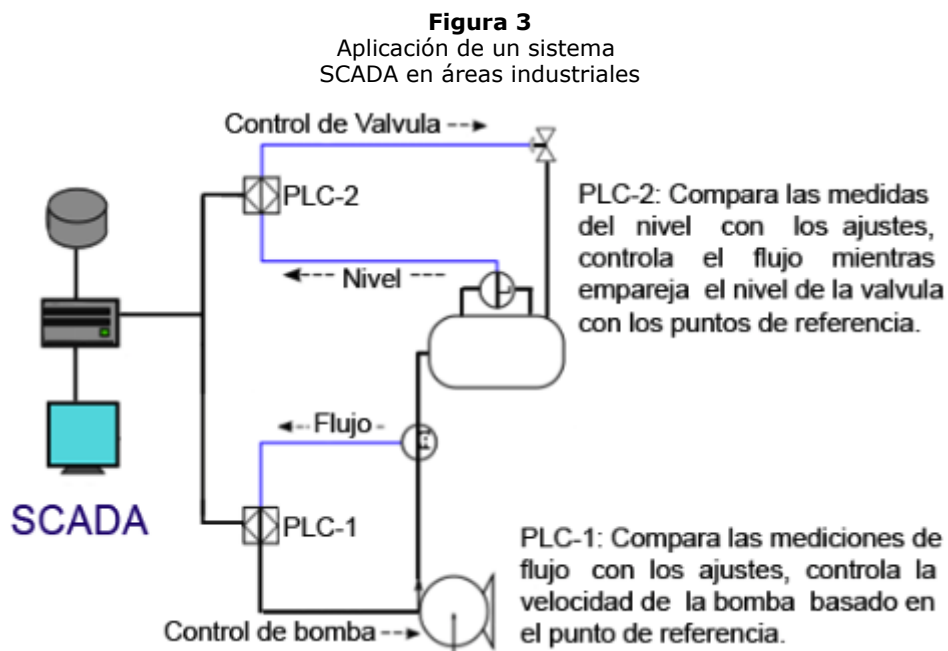 Figura 3
Aplicación de un sistema
SCADA en áreas industriales
Control de Valvula
PLC-2
PLC-2: Compara las medidas
del nivel con los ajustes,
controla el flujo mientras
empareja el nivel de la valvula
con los puntos de referencia.
Nivel
Flujo
SCADA
PLC-1
PLC-1: Compara las mediciones de
flujo con los ajustes, controla la
velocidad de la bomba basado en
el punto de referencia.
Control de bomba